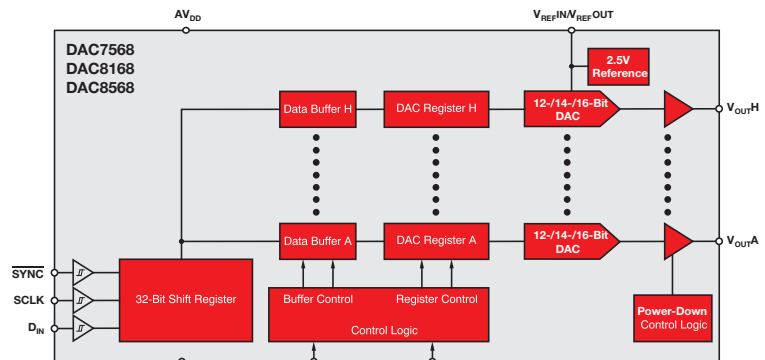 AVDD
VREFIN/VREFOUT
DAC7568
DAC8168
DAC8568
2.5V
Reference
Data Buffer H
DAC Register H
12-/14-/16-Bit
DAC
VOUTH
Data Buffer A
DAC Register A
12-/14-/16-Bit
DAC
VOUTA
SYNC
SCLK
DIN
32-Bit Shift Register
Buffer Control
Register Control
Control Logic
Power-Down
Control Logic